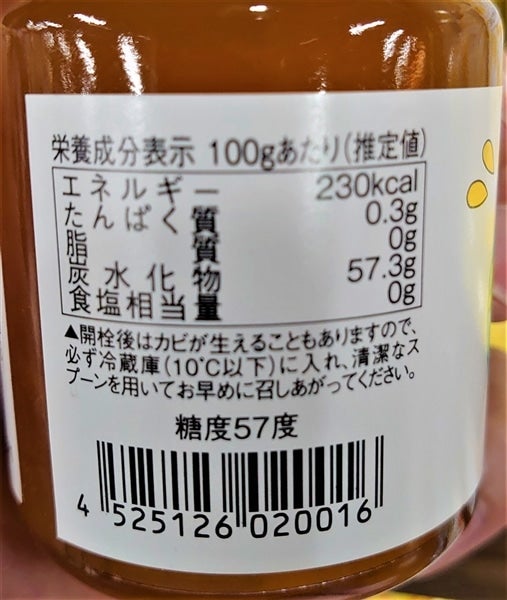 栄養成分表示 100gあたり(推定値)
エネルギー 230kcal
たんぱく質 0.3g
脂質 0g
炭水化物 57.3g
食塩相当量 0g
▲開栓後はカビが生えることもありますので、
必ず冷蔵庫(10℃以下)に入れ、清潔なス
プーンを用いてお早めに召しあがってください。
糖度57度
4 525126 020016